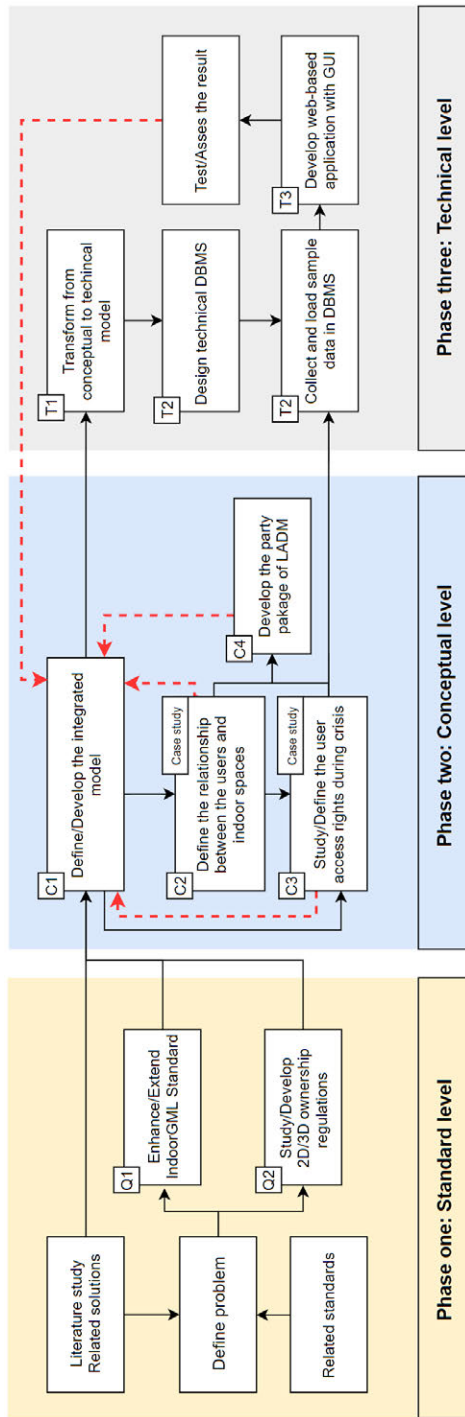 Literature study
Related solutions
Define problem
Related standards
Q1
Enhance/Extend
IndoorGML Standard
Q2
Study/Develop
2D/3D ownership
regulations
Phase one: Standard level
C1
Define/Develop the integrated
model
C2
Case study
Define the relationship
between the users and
indoor spaces
C3
Case study
Study/Define the user
access rights during crisis
C4
Develop the party
pakage of LADM
Phase two: Conceptual level
T1
Transform from
conceptual to techincal
model
T2
Design technical DBMS
T2
Collect and load sample
data in DBMS
Test/Asses the result
T3
Develop web-based
application with GUI
Phase three: Technical level